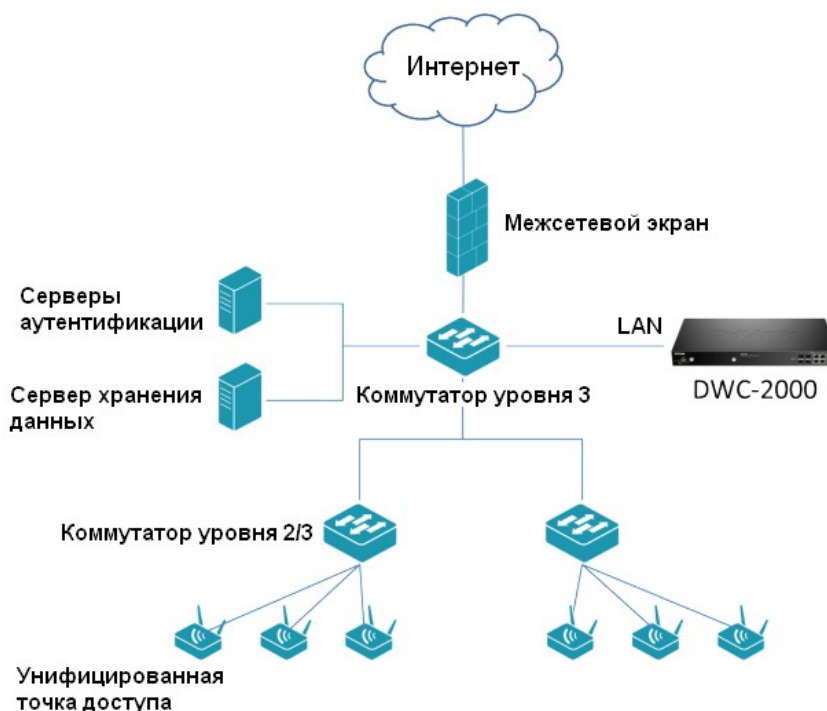 Интернет
Межсетевой экран
Серверы
аутентификации
LAN
Сервер хранения
данных
Коммутатор уровня 3
DWC-2000
Коммутатор уровня 2/3
Унифицированная
точка доступа